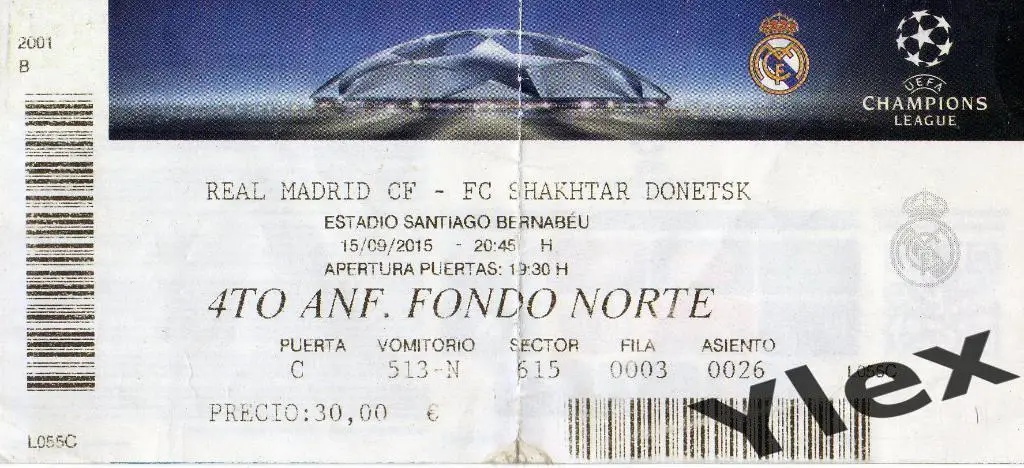 2001
B
UEFA
CHAMPIONS
LEAGUE
REAL MADRID CF - FC SHAKHTAR DONETSK
ESTADIO SANTIAGO BERNABÉU
15/09/2015 - 20:45 H
APERTURA PUERTAS: 19:30 H
4TO ANF. FONDO NORTE
PUERTA VOMITORIO SECTOR FILA ASIENTO
C 513-N 615 0003 0026
L055C
PRECIO:30,00 €
L055C
Ylex